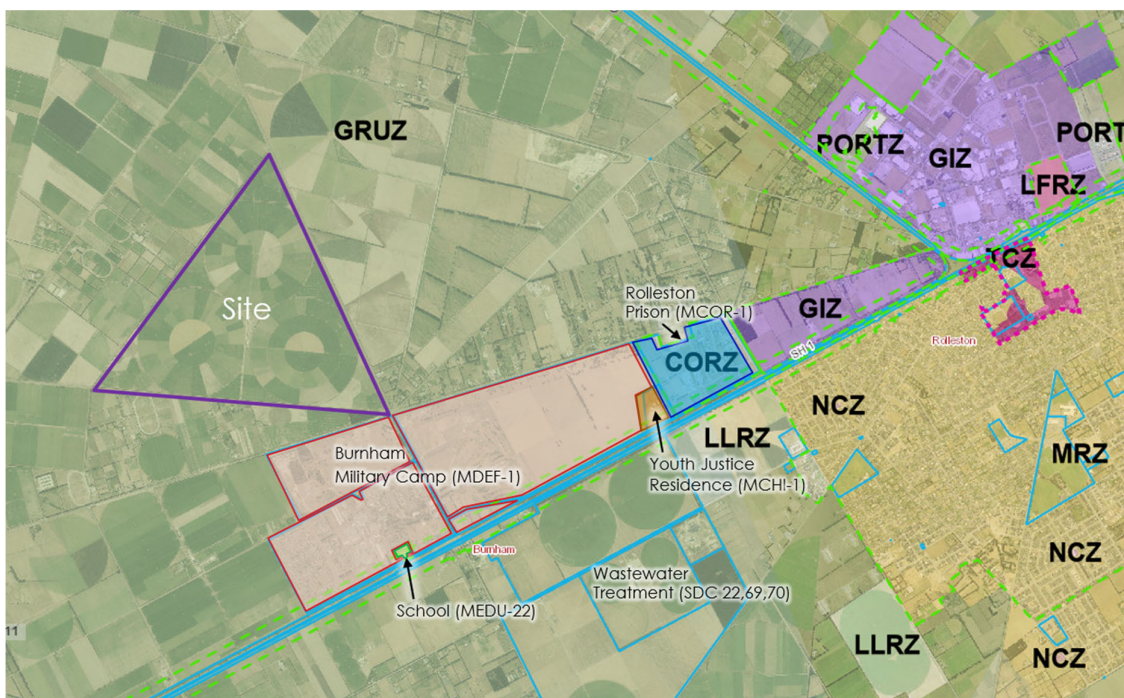 GRUZ
PORTZ
GIZ
PORT
LFRZ
TCZ
Site
Rolleston
Prison (MCOR-1)
GIZ
SH 1
Rolleston
CORZ
NCZ
LLRZ
MRZ
Burnham
Military Camp (MDEF-1)
Youth Justice
Residence (MCHI-1)
Burnham
NCZ
Wastewater
Treatment (SDC 22,69,70)
School (MEDU-22)
11
LLRZ
NCZ